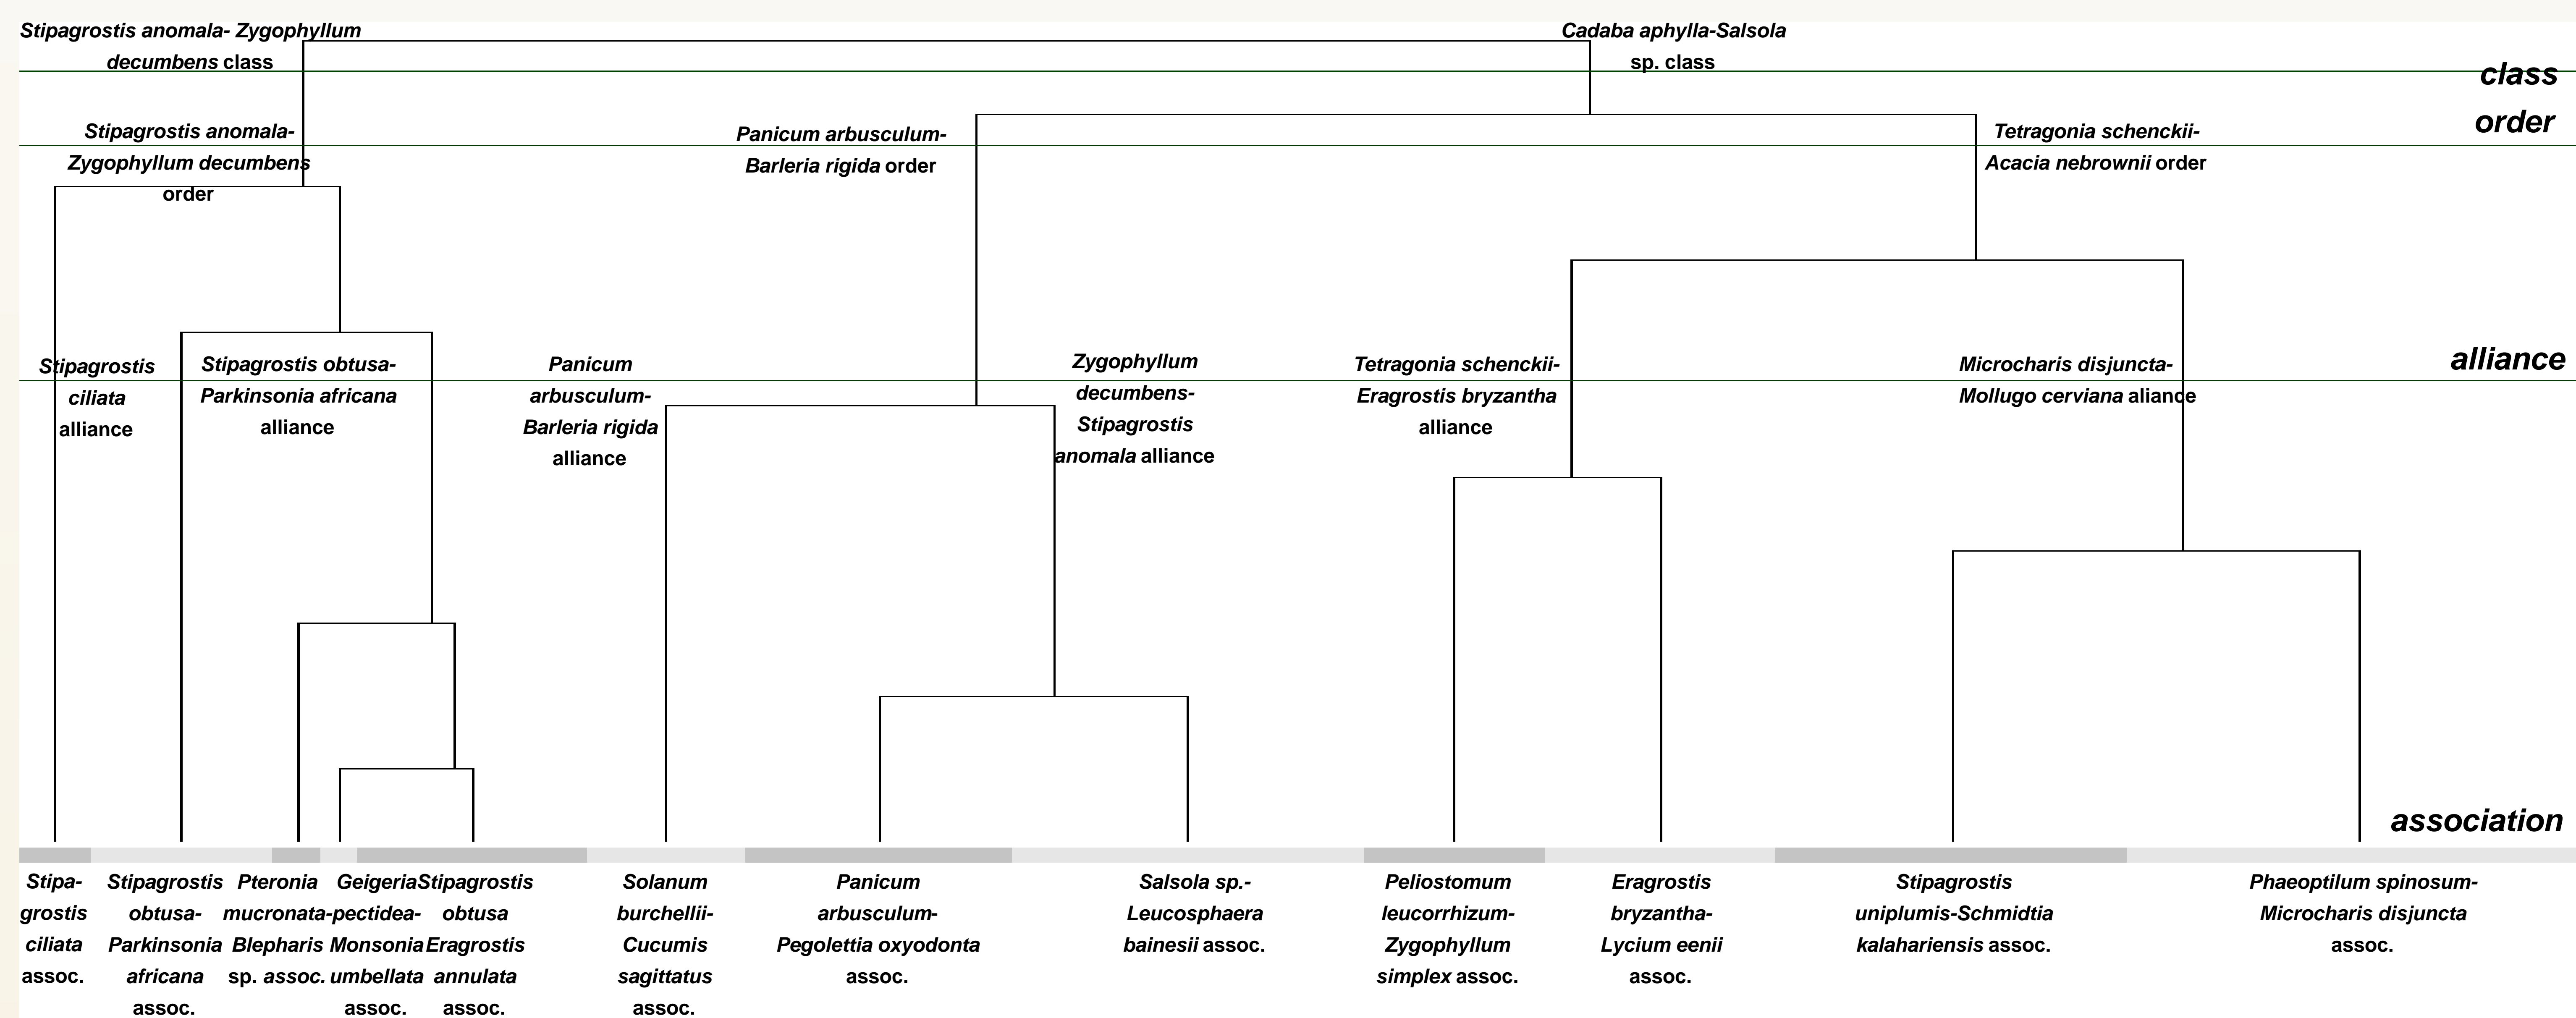 Stipagrostis anomala- Zygophyllum
decumbens class
Cadaba aphylla-Salsola
sp. class
class
order
Stipagrostis anomala-
Zygophyllum decumbens
order
Panicum arbusculum-
Barleria rigida order
Tetragonia schenckii-
Acacia nebrownii order
alliance
Stipagrostis
ciliata
alliance
Stipagrostis obtusa-
Parkinsonia africana
alliance
Panicum
arbusculum-
Barleria rigida
alliance
Zygophyllum
decumbens-
Stipagrostis
anomala alliance
Tetragonia schenckii-
Eragrostis bryzantha
alliance
Microcharis disjuncta-
Mollugo cerviana aliance
association
Stipa-
grostis
ciliata
assoc.
Stipagrostis
obtusa-
Parkinsonia
africana
assoc.
Pteronia
mucronata-
Blepharis
sp. assoc.
Geigeria
pectidea-
Monsonia
umbellata
assoc.
Stipagrostis
obtusa
Eragrostis
annulata
assoc.
Solanum
burchellii-
Cucumis
sagittatus
assoc.
Panicum
arbusculum-
Pegolettia oxyodonta
assoc.
Salsola sp.-
Leucosphaera
bainesii assoc.
Peliostomum
leucorrhizum-
Zygophyllum
simplex assoc.
Eragrostis
bryzantha-
Lycium eenii
assoc.
Stipagrostis
uniplumis-Schmidtia
kalahariensis assoc.
Phaeoptilum spinosum-
Microcharis disjuncta
assoc.